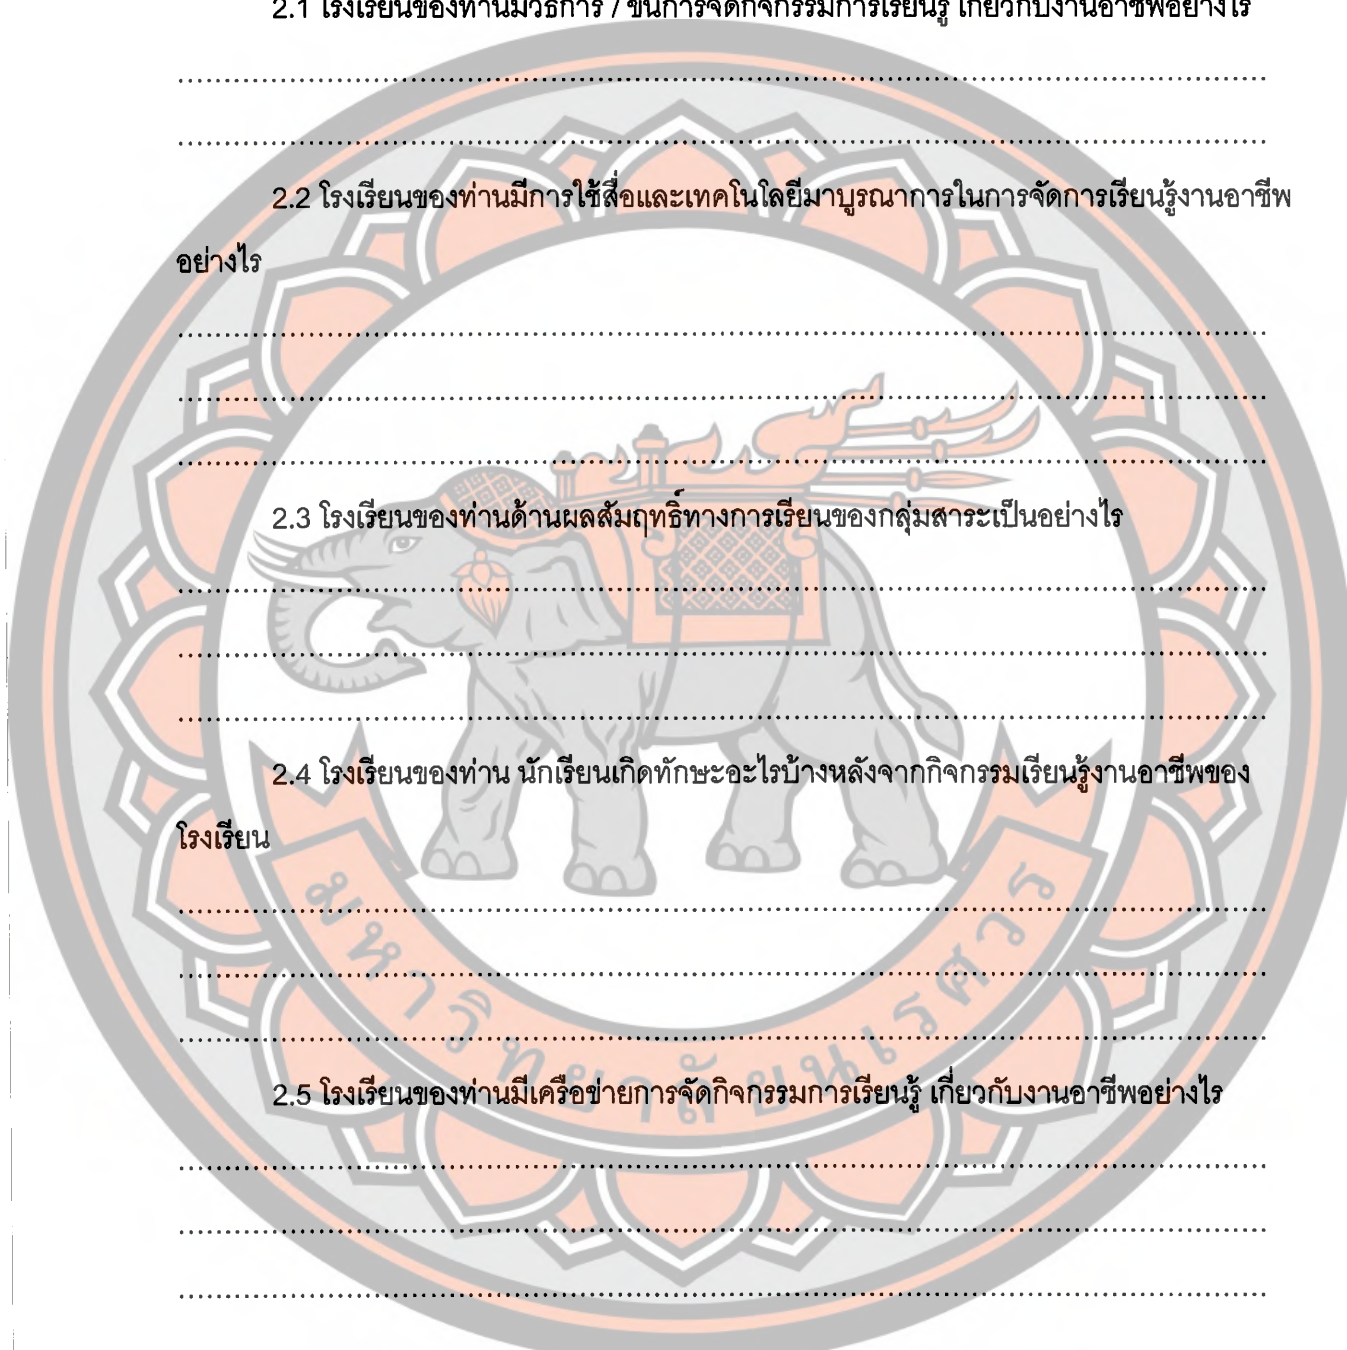 2.1 โรงเรียนของท่านมีวิธีการ / ขั้นการจัดกิจกรรมการเรียนรู้ เกี่ยวกับงานอาชีพอย่างไร
................................................................................
................................................................................
2.2 โรงเรียนของท่านมีการใช้สื่อและเทคโนโลยีมาบูรณาการในการจัดการเรียนรู้งานอาชีพ
อย่างไร
................................................................................
................................................................................
................................................................................
2.3 โรงเรียนของท่านด้านผลสัมฤทธิ์ทางการเรียนของกลุ่มสาระเป็นอย่างไร
................................................................................
................................................................................
................................................................................
2.4 โรงเรียนของท่าน นักเรียนเกิดทักษะอะไรบ้างหลังจากกิจกรรมเรียนรู้งานอาชีพของ
โรงเรียน
................................................................................
................................................................................
................................................................................
2.5 โรงเรียนของท่านมีเครือข่ายการจัดกิจกรรมการเรียนรู้ เกี่ยวกับงานอาชีพอย่างไร
................................................................................
................................................................................
................................................................................
มหาวิทยาลัยนเรศวร